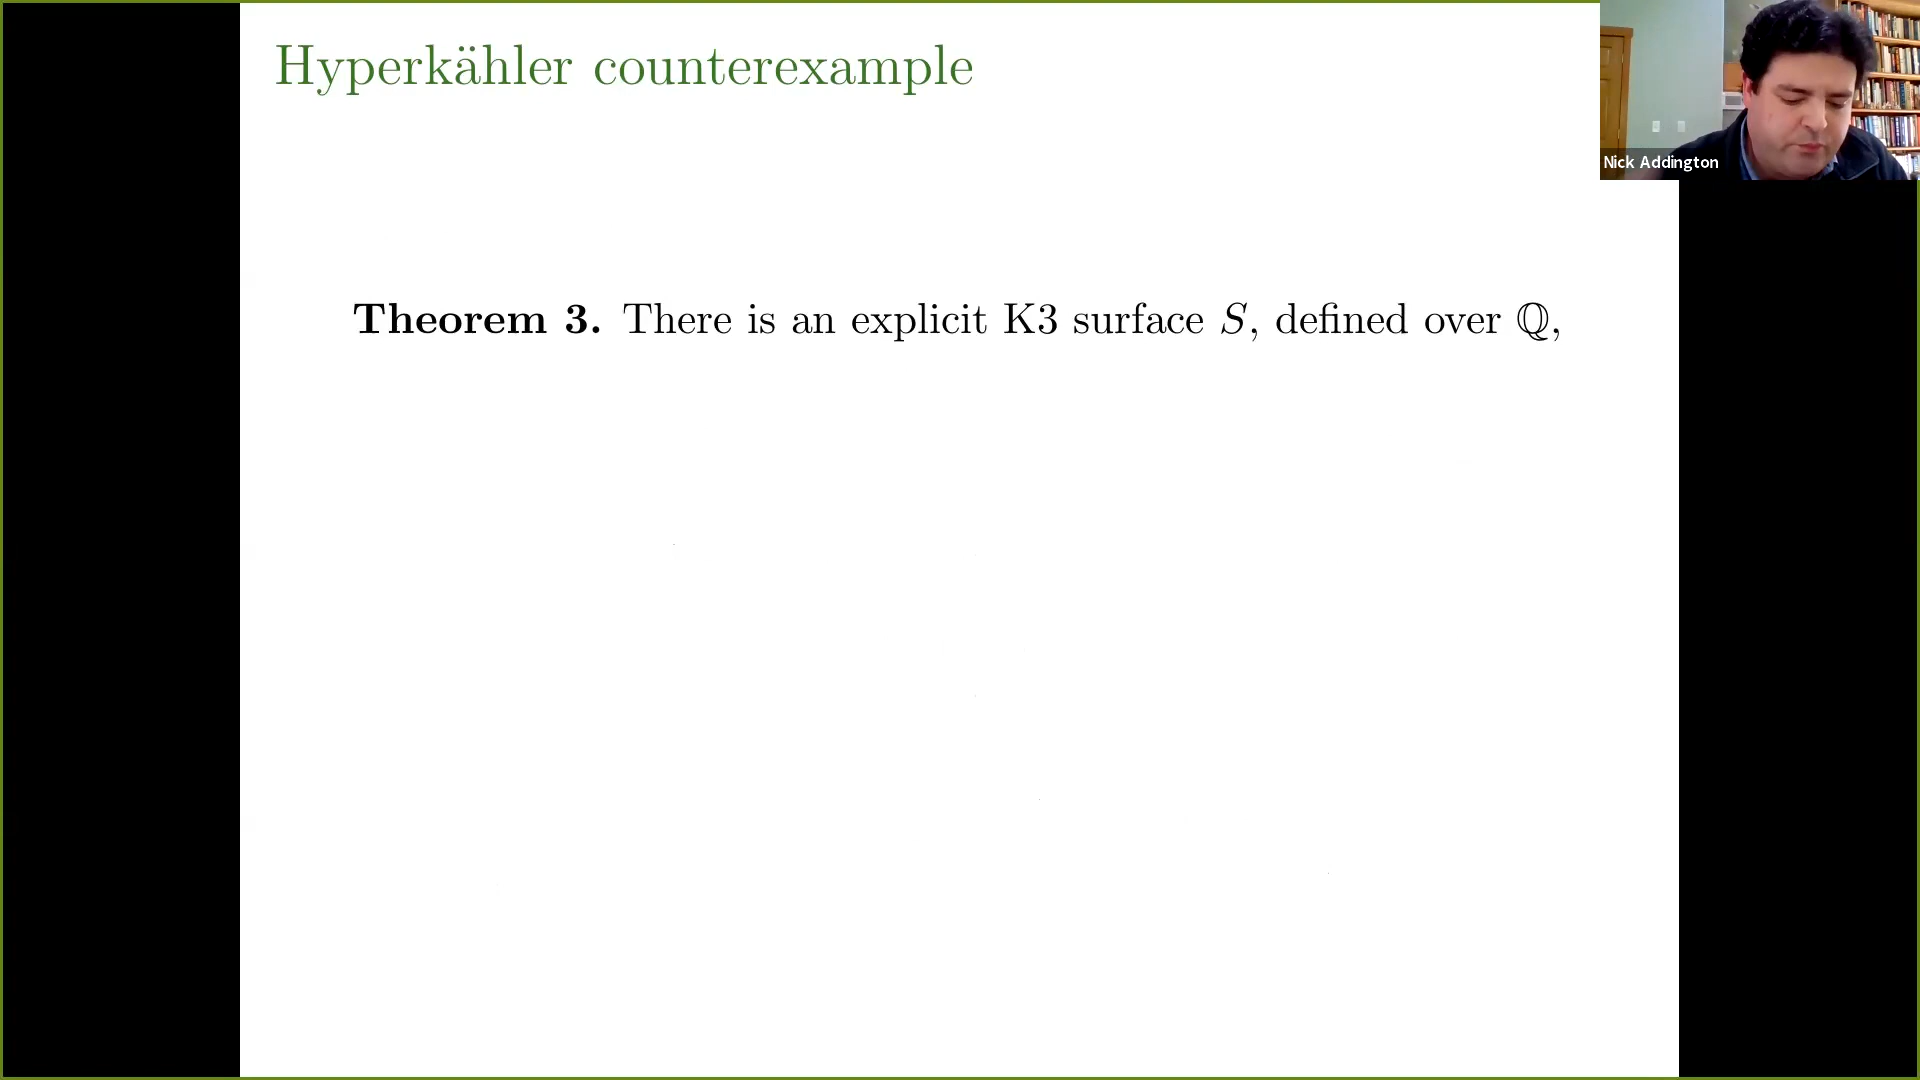 Hyperkähler counterexample
Nick Addington
Theorem 3. There is an explicit K3 surface S, defined over ℚ,